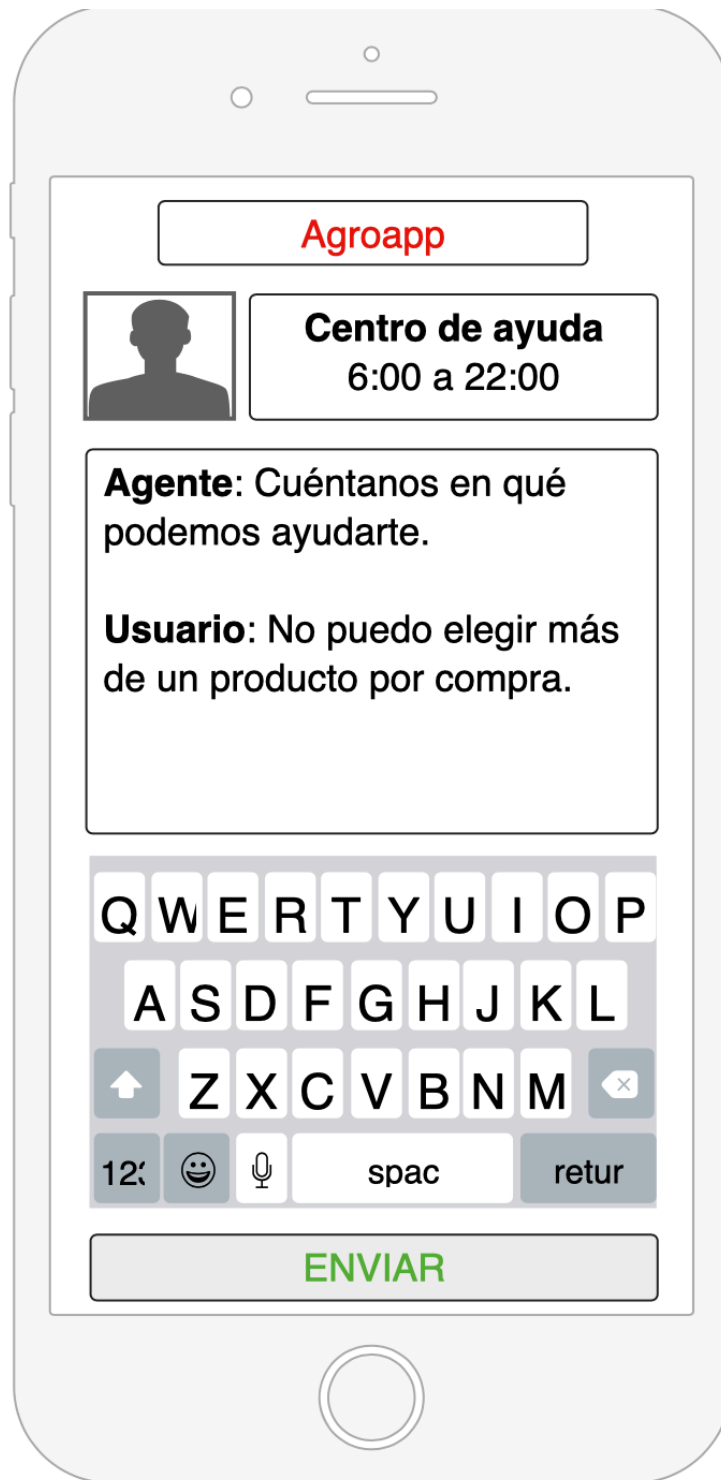 Agroapp
Centro de ayuda
6:00 a 22:00
Agente: Cuéntanos en qué
podemos ayudarte.
Usuario: No puedo elegir más
de un producto por compra.
Q W E R T Y U I O P
A S D F G H J K L
Z X C V B N M
12 spac retur
ENVIAR